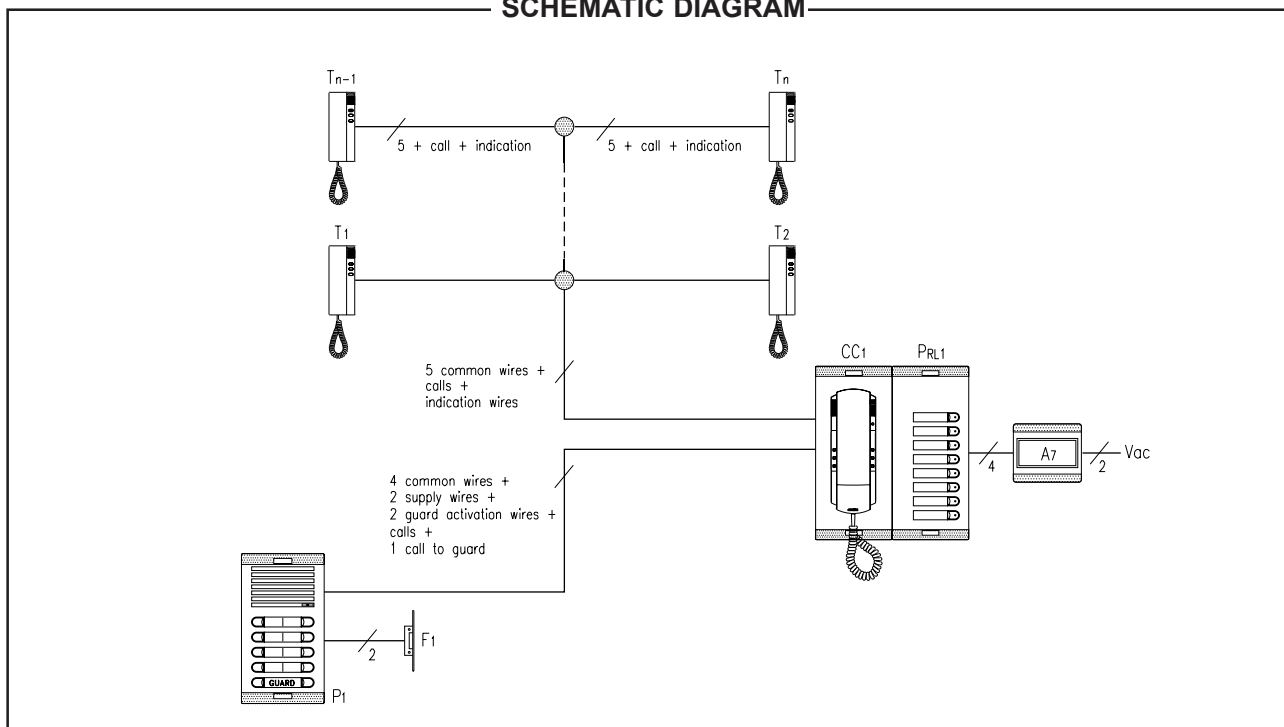 SCHEMATIC DIAGRAM
Tn-1
Tn
5 + call + indication
5 + call + indication
T1
T2
5 common wires +
calls +
indication wires
CC1
PRL1
4
A7
2
Vac
4 common wires +
2 supply wires +
2 guard activation wires +
calls +
1 call to guard
2
F1
GUARD
P1